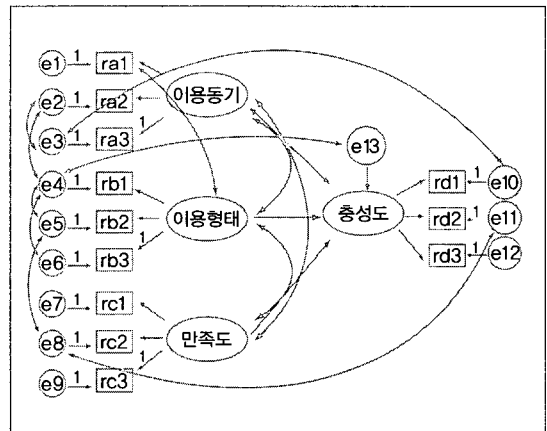 e1 1 ra1
e2 1 ra2 이용동기
e3 1 ra3 1
e13
e4 1 rb1 rd1 1 e10
e5 1 rb2 이용형태 충성도 rd2 1 e11
e6 1 rb3 1 rd3 1 e12
e7 1 rc1
e8 1 rc2 만족도
e9 1 rc3 1